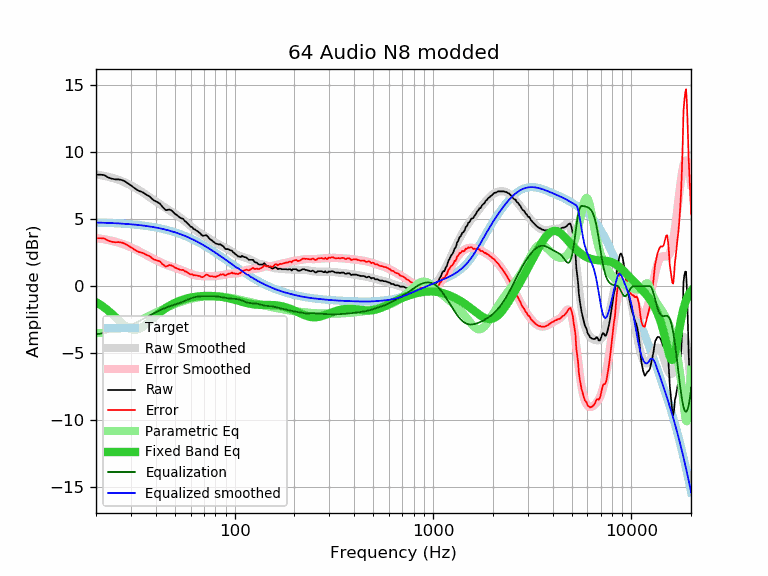 64 Audio N8 modded
Amplitude (dBr)
15
10
5
0
−5
−10
−15
Target
Raw Smoothed
Error Smoothed
Raw
Error
Parametric Eq
Fixed Band Eq
Equalization
Equalized smoothed
100
1000
10000
Frequency (Hz)